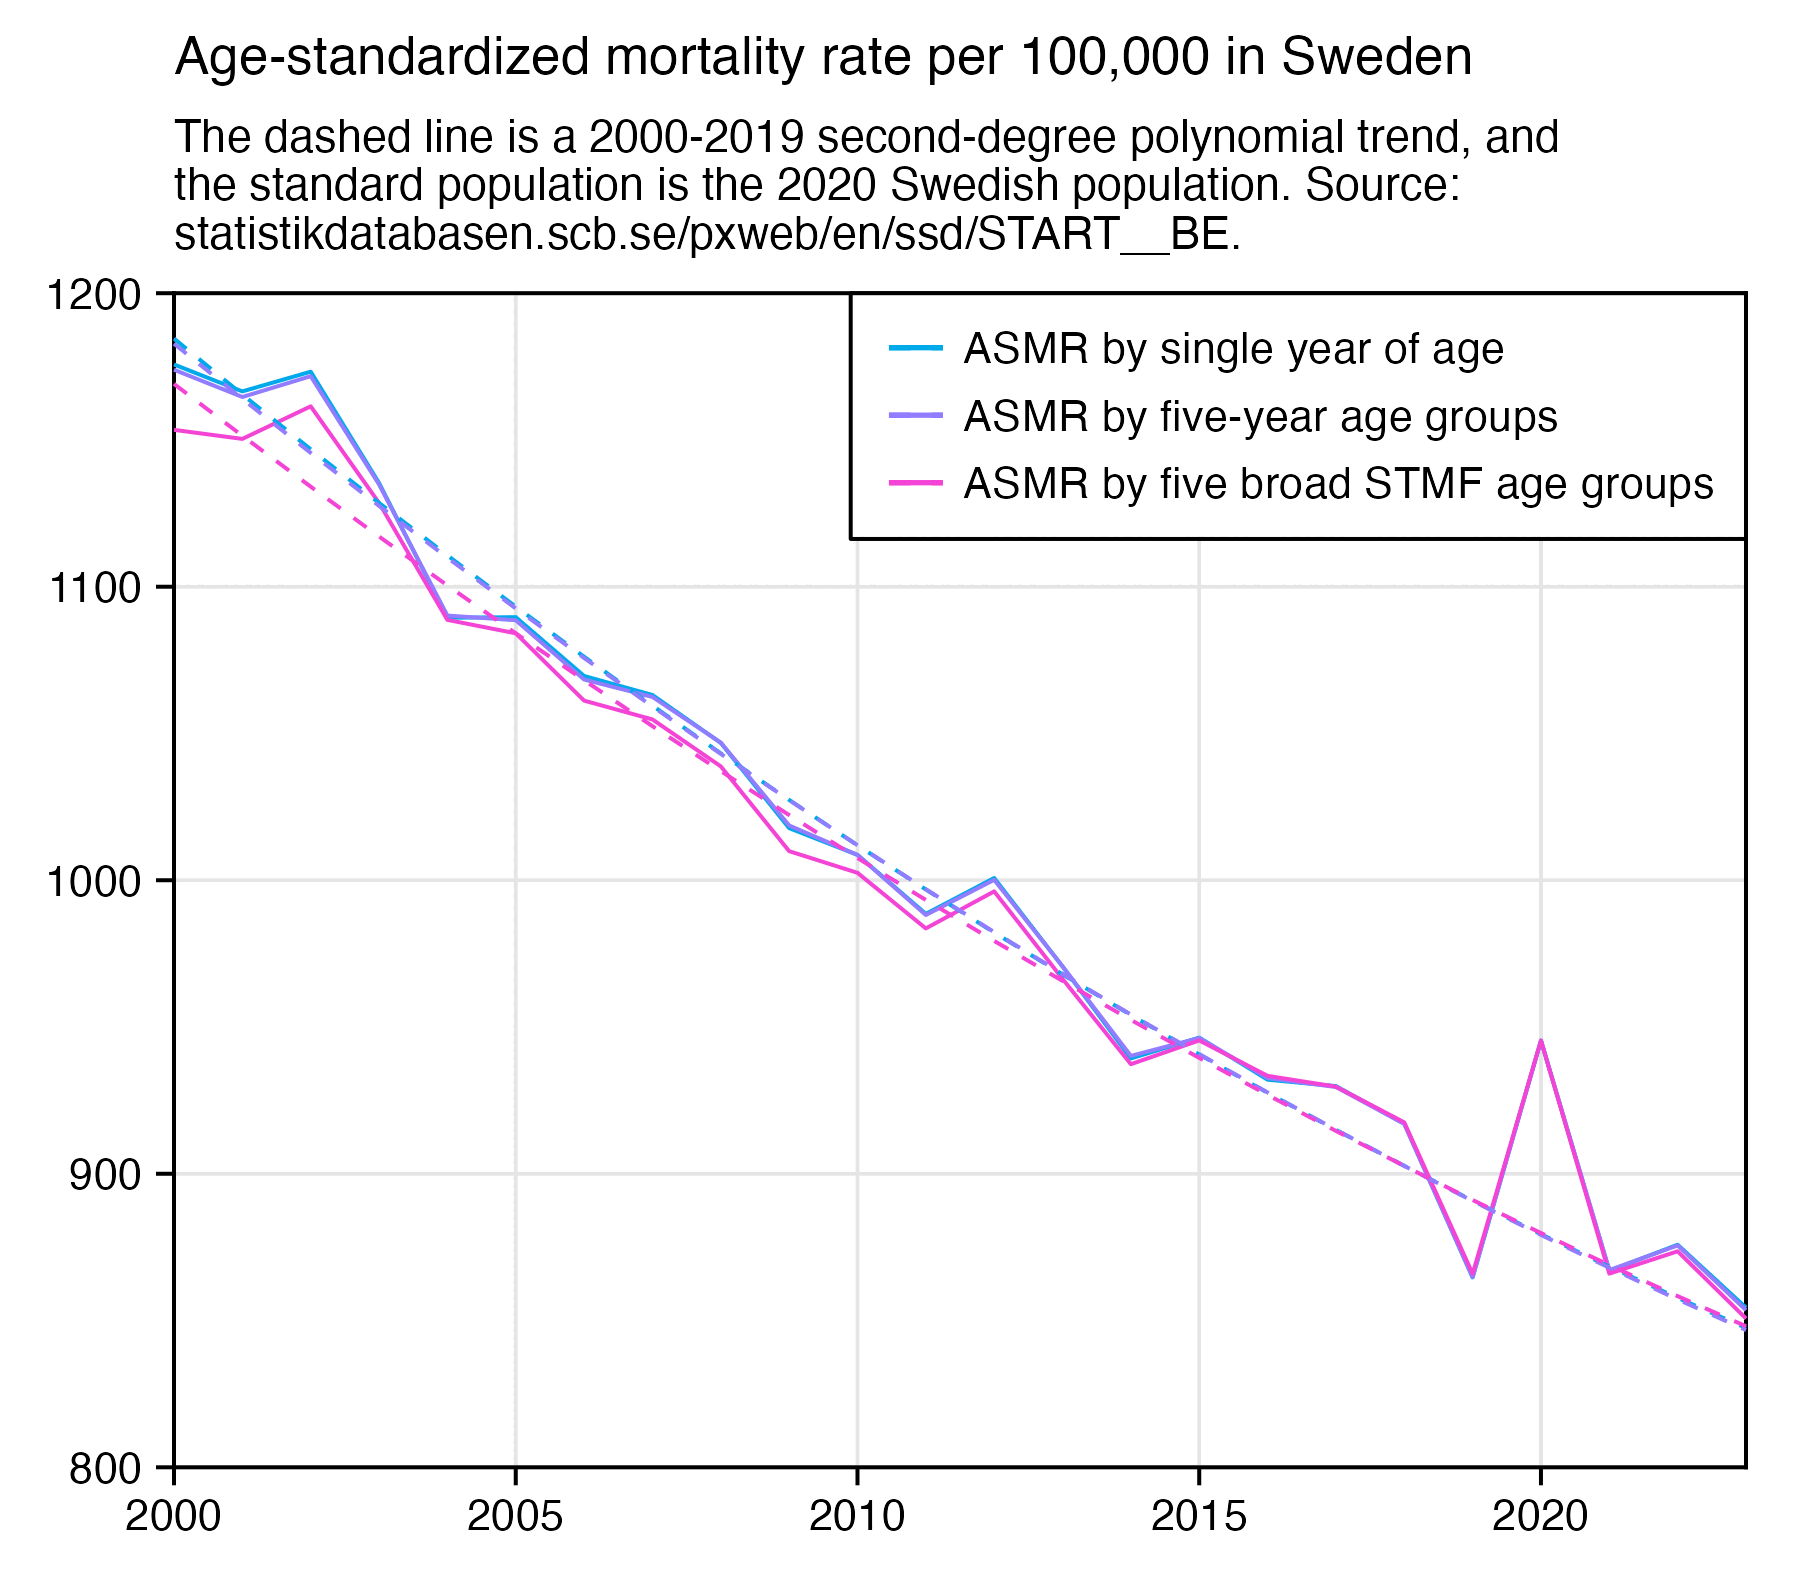 Age-standardized mortality rate per 100,000 in Sweden
The dashed line is a 2000-2019 second-degree polynomial trend, and
the standard population is the 2020 Swedish population. Source:
statistikdatabasen.scb.se/pxweb/en/ssd/START__BE.
1200
ASMR by single year of age
ASMR by five-year age groups
ASMR by five broad STMF age groups
1100
1000
900
800
2000
2005
2010
2015
2020